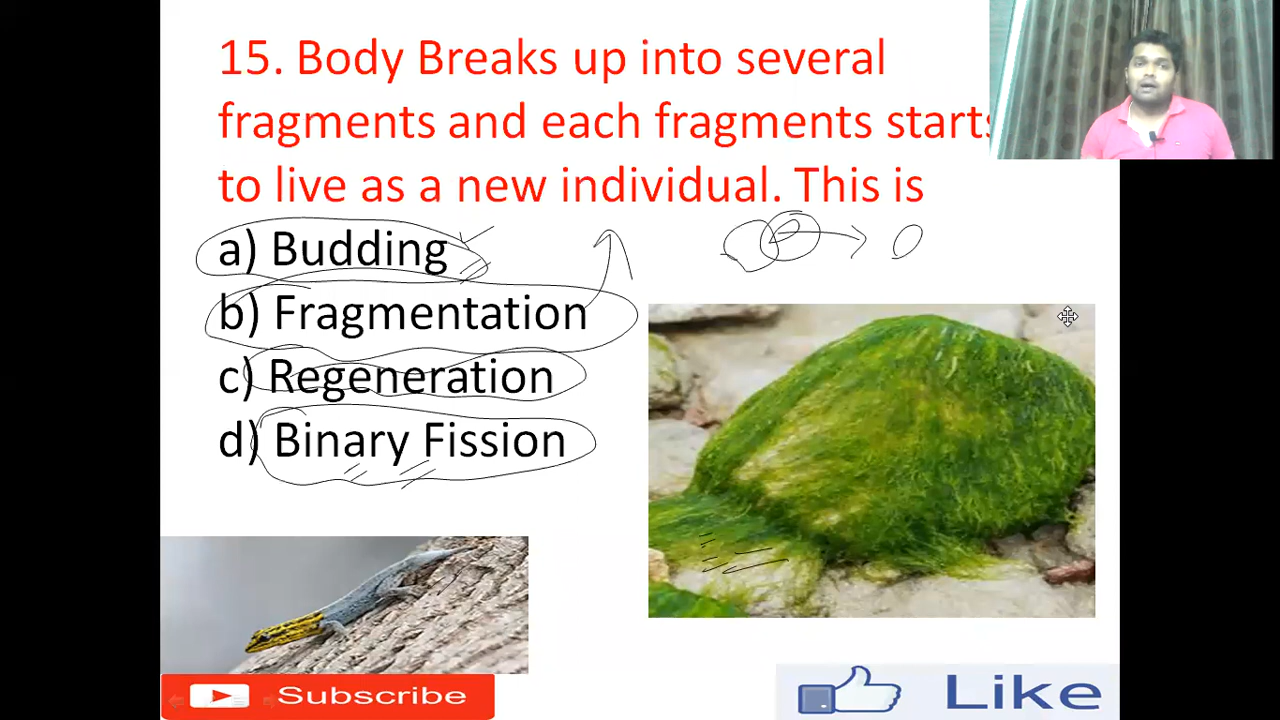 15. Body Breaks up into several
fragments and each fragments starts
to live as a new individual. This is
a) Budding
b) Fragmentation
c) Regeneration
d) Binary Fission
Subscribe
Like